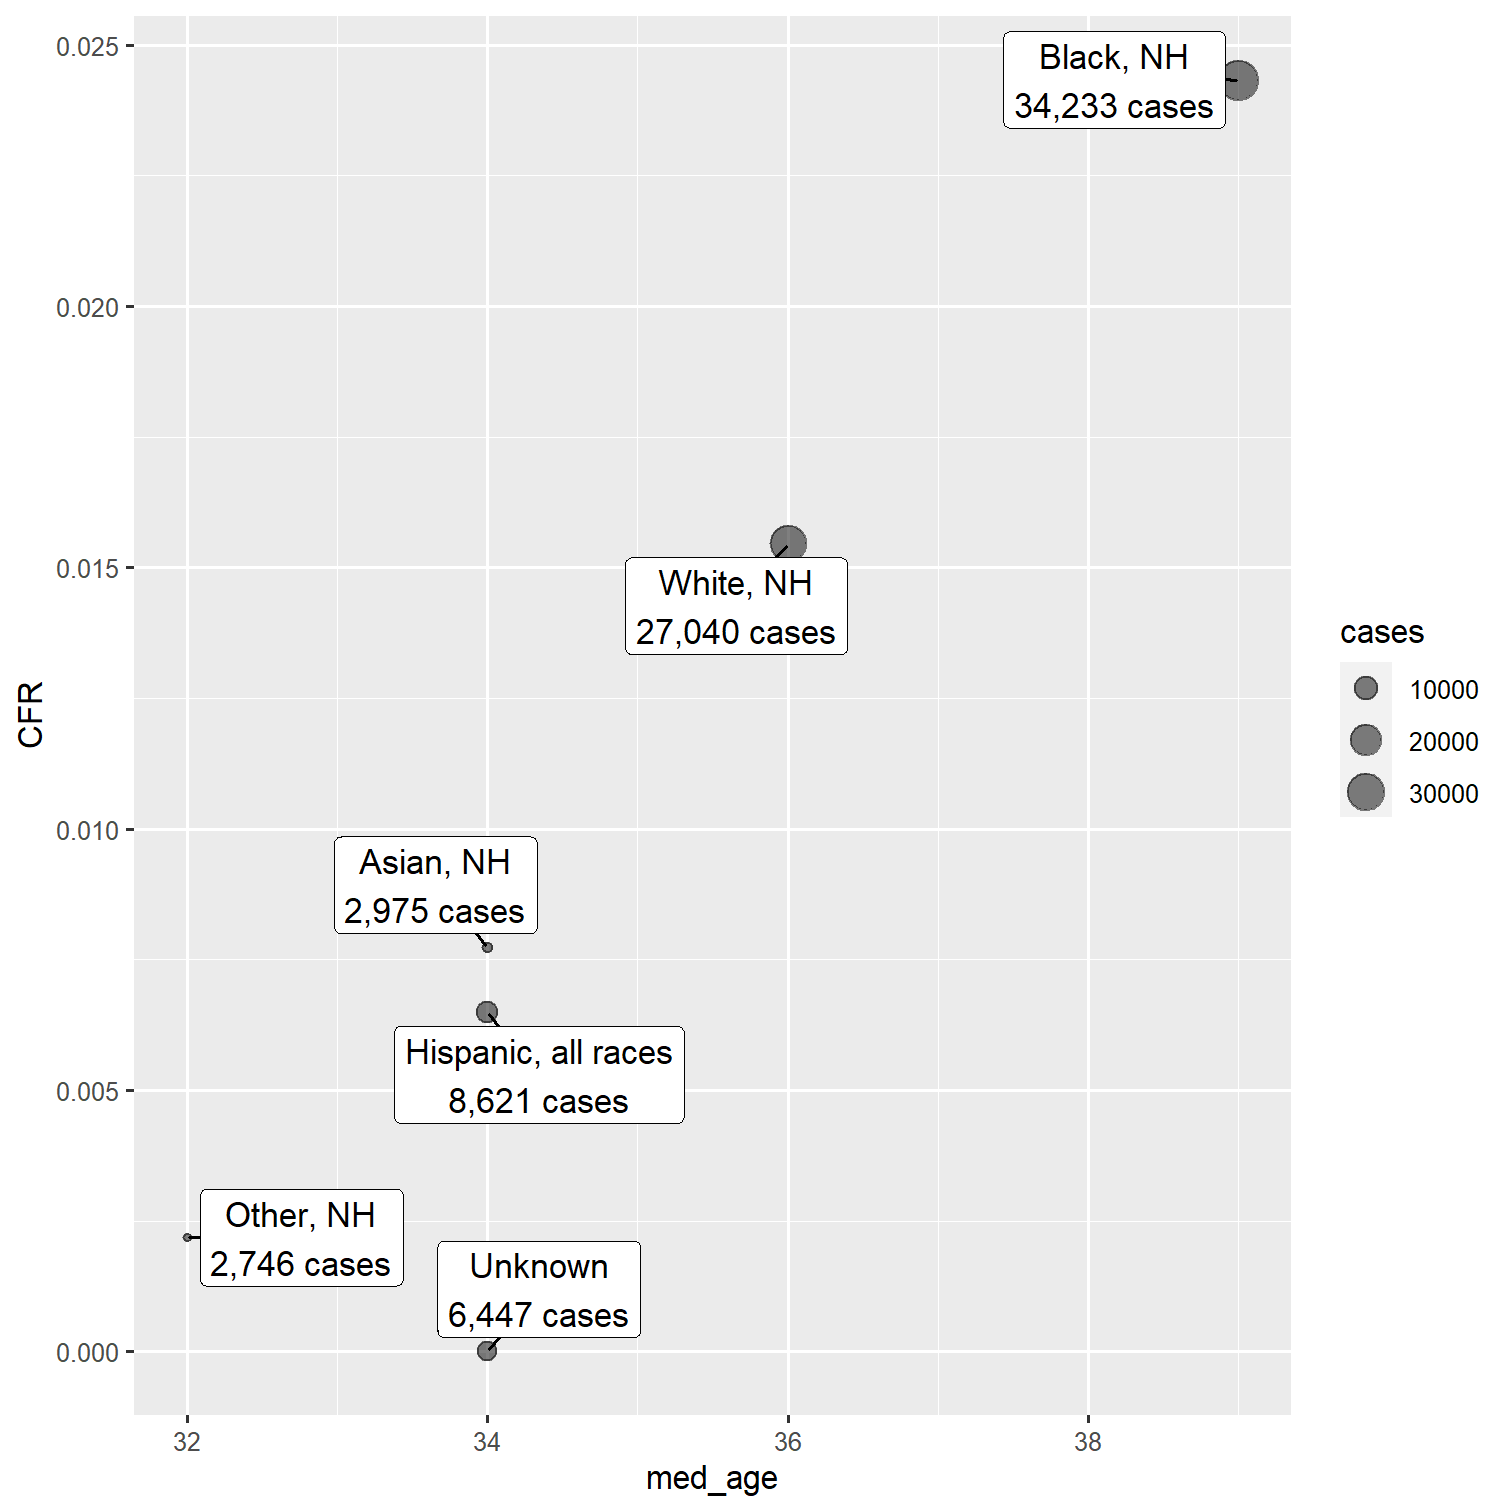 0.025
0.020
0.015
0.010
0.005
0.000
CFR
Black, NH
34,233 cases
White, NH
27,040 cases
Asian, NH
2,975 cases
Hispanic, all races
8,621 cases
Other, NH
2,746 cases
Unknown
6,447 cases
32
34
36
38
med_age
cases
10000
20000
30000